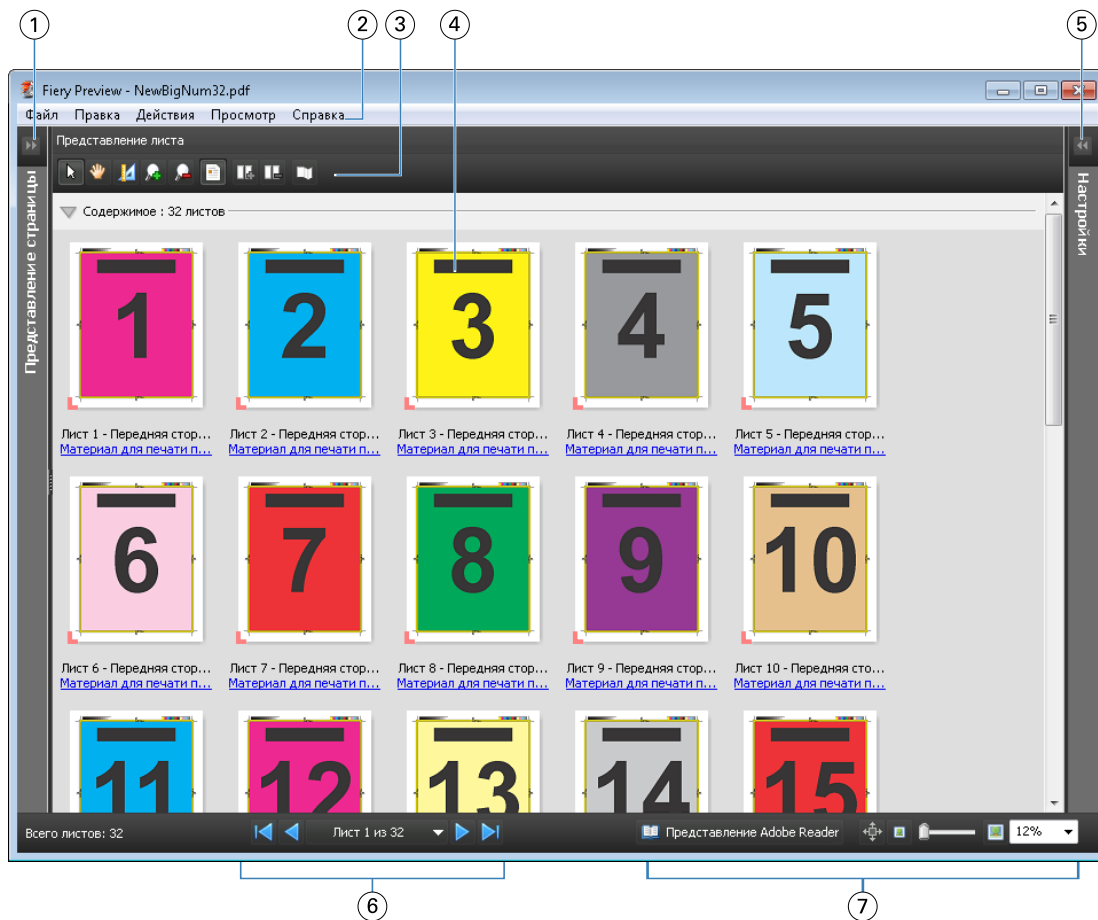 1 2 3 4 5
Fiery Preview - NewBigNum32.pdf
Файл Правка Действия Просмотр Справка
Представление листа
Представление страницы
Настройки
Содержимое : 32 листов
1 2 3 4 5
Лист 1 - Передняя стор... Лист 2 - Передняя стор... Лист 3 - Передняя стор... Лист 4 - Передняя стор... Лист 5 - Передняя стор...
Материал для печати п... Материал для печати п... Материал для печати п... Материал для печати п... Материал для печати п...
6 7 8 9 10
Лист 6 - Передняя стор... Лист 7 - Передняя стор... Лист 8 - Передняя стор... Лист 9 - Передняя стор... Лист 10 - Передняя сто...
Материал для печати п... Материал для печати п... Материал для печати п... Материал для печати п... Материал для печати п...
11 12 13 14 15
Всего листов: 32 Лист 1 из 32 Представление Adobe Reader 12%
6 7